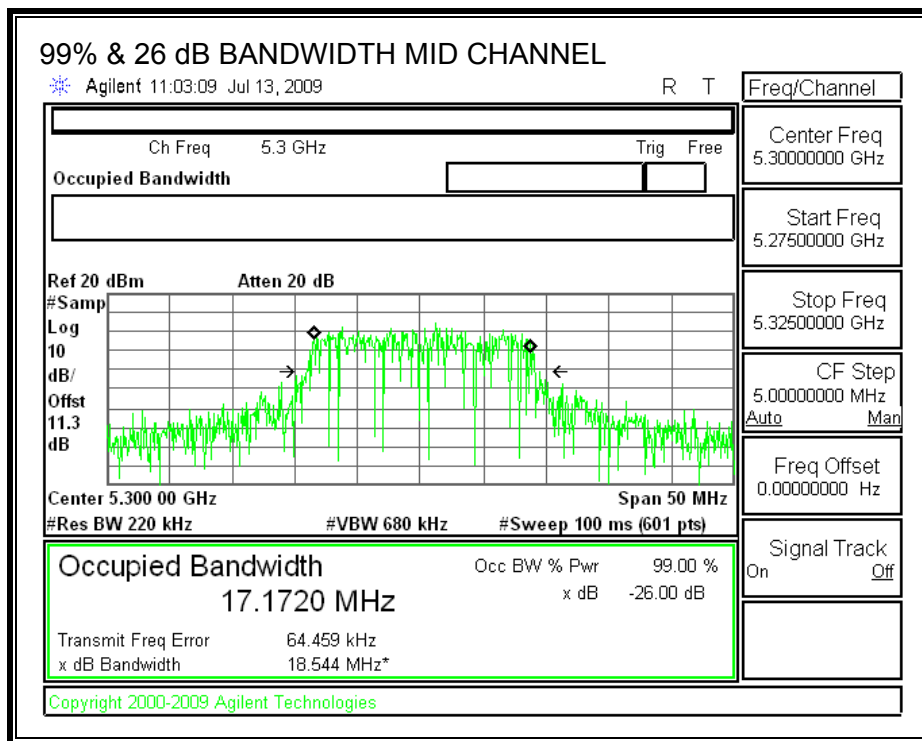 99% & 26 dB BANDWIDTH MID CHANNEL
Agilent 11:03:09 Jul 13, 2009 R T
Freq/Channel
Ch Freq 5.3 GHz Trig Free
Occupied Bandwidth
Center Freq
5.30000000 GHz
Start Freq
5.27500000 GHz
Stop Freq
5.32500000 GHz
CF Step
5.00000000 MHz
Auto Man
Freq Offset
0.00000000 Hz
Signal Track
On Off
Ref 20 dBm Atten 20 dB
#Samp
Log
10
dB/
Offst
11.3
dB
Center 5.300 00 GHz Span 50 MHz
#Res BW 220 kHz #VBW 680 kHz #Sweep 100 ms (601 pts)
Occupied Bandwidth Occ BW % Pwr 99.00 %
17.1720 MHz x dB -26.00 dB
Transmit Freq Error 64.459 kHz
x dB Bandwidth 18.544 MHz*
Copyright 2000-2009 Agilent Technologies